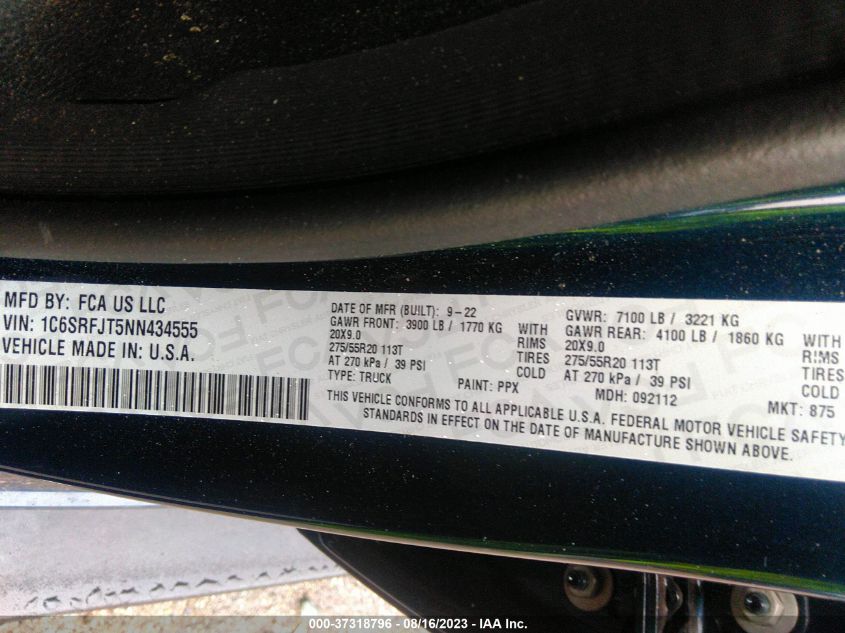 MFD BY: FCA US LLC
VIN: 1C6SRFJT5NN434555
VEHICLE MADE IN: U.S.A.
DATE OF MFR (BUILT): 9-22 GVWR: 7100 LB / 3221 KG
GAWR FRONT: 3900 LB / 1770 KG WITH GAWR REAR: 4100 LB / 1860 KG WITH
20X9.0 RIMS 20X9.0 RIMS
275/55R20 113T TIRES 275/55R20 113T TIRES
AT 270 kPa / 39 PSI COLD AT 270 kPa / 39 PSI COLD
TYPE: TRUCK PAINT: PPX MDH: 092112 MKT: 875
THIS VEHICLE CONFORMS TO ALL APPLICABLE U.S.A. FEDERAL MOTOR VEHICLE SAFETY
STANDARDS IN EFFECT ON THE DATE OF MANUFACTURE SHOWN ABOVE.
000-37318796 - 08/16/2023 - IAA Inc.